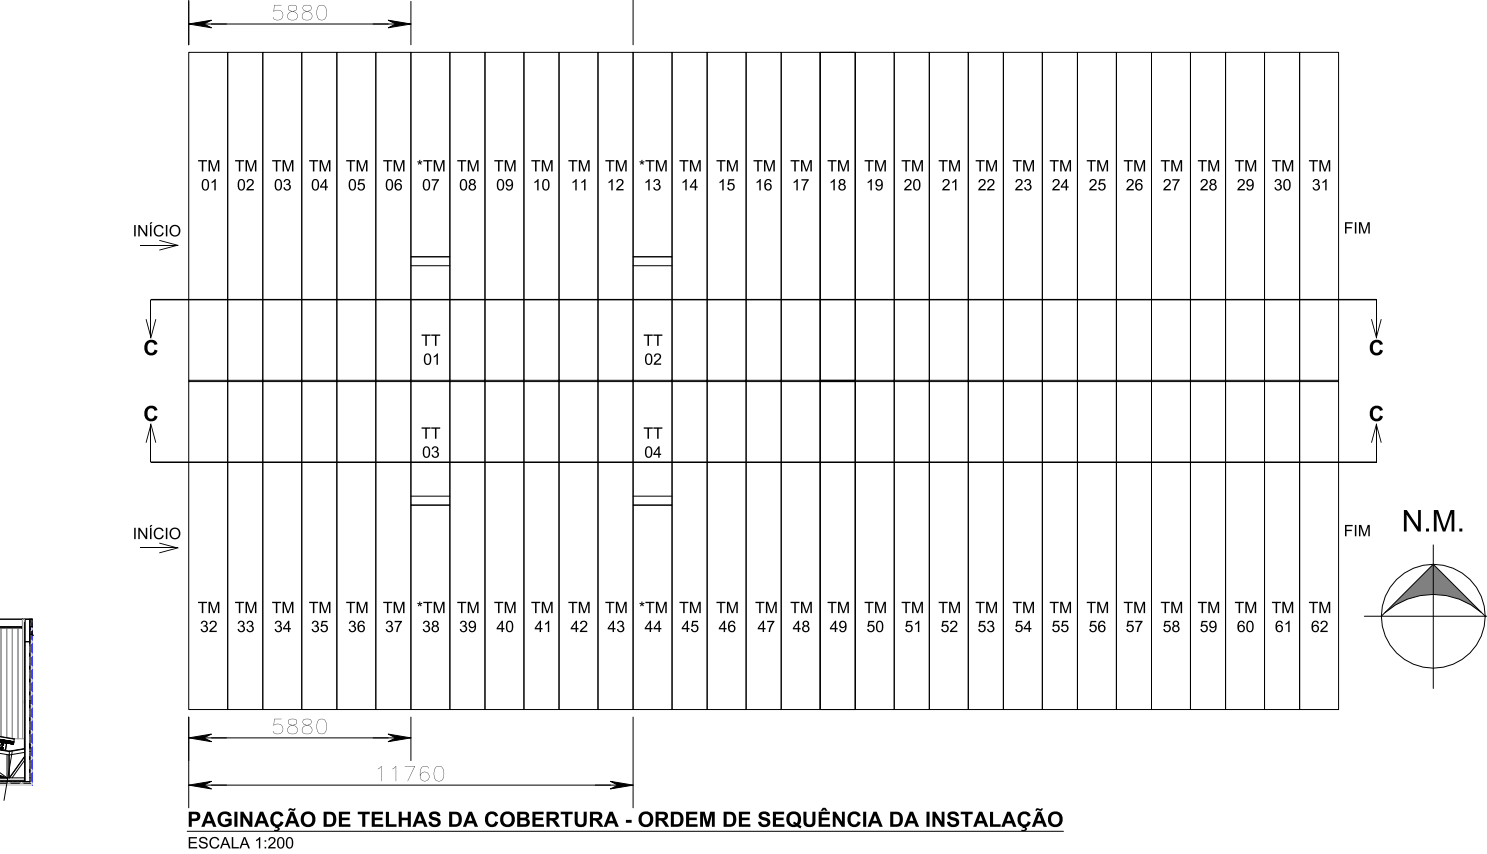 5880
TM TM TM TM TM TM *TM TM TM TM TM TM *TM TM TM TM TM TM TM TM TM TM TM TM TM TM TM TM TM TM TM
01 02 03 04 05 06 07 08 09 10 11 12 13 14 15 16 17 18 19 20 21 22 23 24 25 26 27 28 29 30 31
INÍCIO FIM
TT TT
01 02
C C
C C
TT TT
03 04
N.M.
INÍCIO FIM
TM TM TM TM TM TM *TM TM TM TM TM TM *TM TM TM TM TM TM TM TM TM TM TM TM TM TM TM TM TM TM TM
32 33 34 35 36 37 38 39 40 41 42 43 44 45 46 47 48 49 50 51 52 53 54 55 56 57 58 59 60 61 62
5880
11760
PAGINAÇÃO DE TELHAS DA COBERTURA - ORDEM DE SEQUÊNCIA DA INSTALAÇÃO
ESCALA 1:200